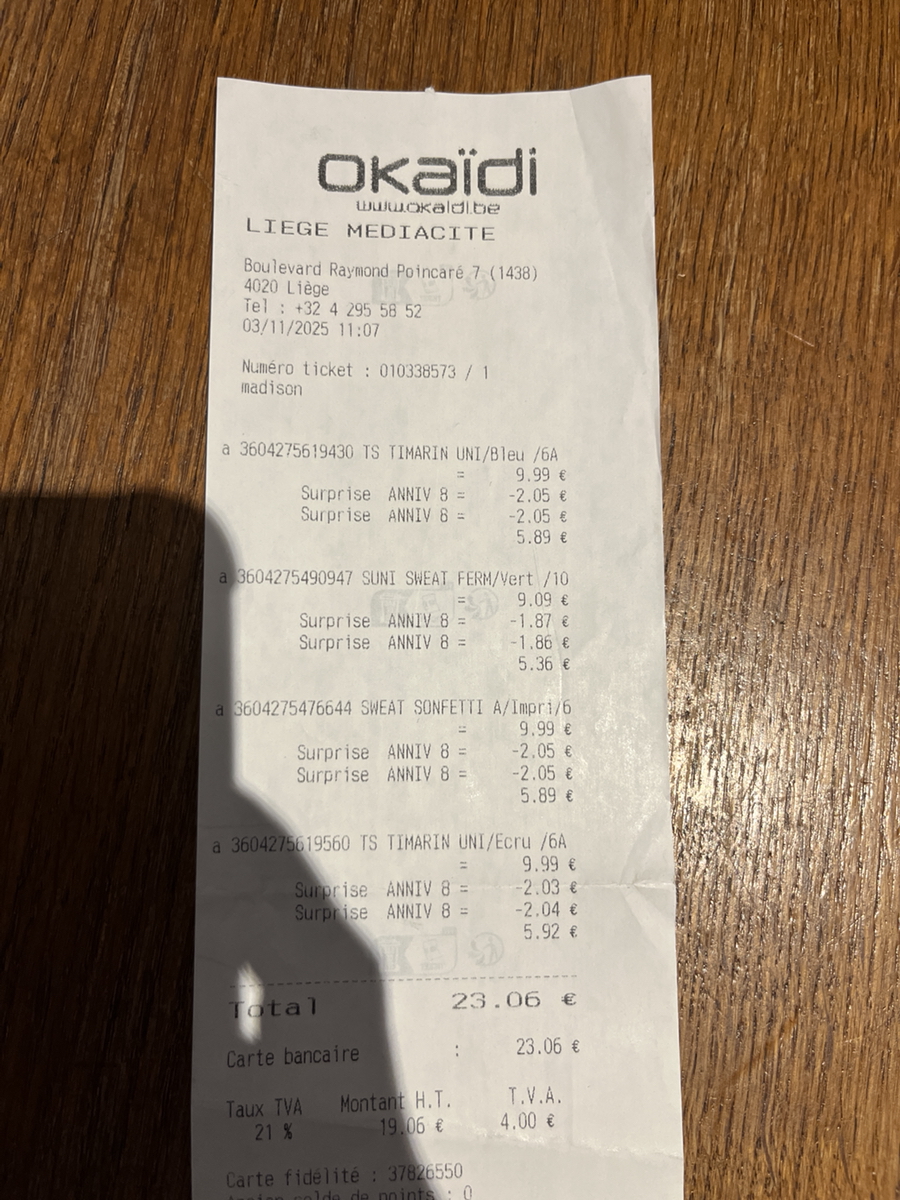 okaïdi
www.okaidi.be
LIEGE MEDIACITE
Boulevard Raymond Poincaré 7 (1438)
4020 Liège
Tel : +32 4 295 58 52
03/11/2025 11:07
Numéro ticket : 010338573 / 1
madison
a 3604275619430 TS TIMARIN UNI/Bleu /6A
= 9.99 €
Surprise ANNIV 8 = -2.05 €
Surprise ANNIV 8 = -2.05 €
5.89 €
a 3604275490947 SUNI SWEAT FERM/Vert /10
= 9.09 €
Surprise ANNIV 8 = -1.87 €
Surprise ANNIV 8 = -1.86 €
5.36 €
a 3604275476644 SWEAT SONFETTI A/Impri/6
= 9.99 €
Surprise ANNIV 8 = -2.05 €
Surprise ANNIV 8 = -2.05 €
5.89 €
a 3604275619560 TS TIMARIN UNI/Ecru /6A
= 9.99 €
Surprise ANNIV 8 = -2.03 €
Surprise ANNIV 8 = -2.04 €
5.92 €
Total 23.06 €
Carte bancaire : 23.06 €
Taux TVA Montant H.T. T.V.A.
21 % 19.06 € 4.00 €
Carte fidélité : 37826550
solde de points : 0